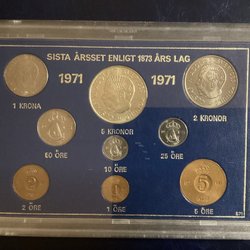 SISTA ÅRSSET ENLIGT 1873 ÅRS LAG
1971 1971
1 KRONA
5 KRONOR
2 KRONOR
50 ÖRE
25 ÖRE
10 ÖRE
2 ÖRE
1 ÖRE
5 ÖRE